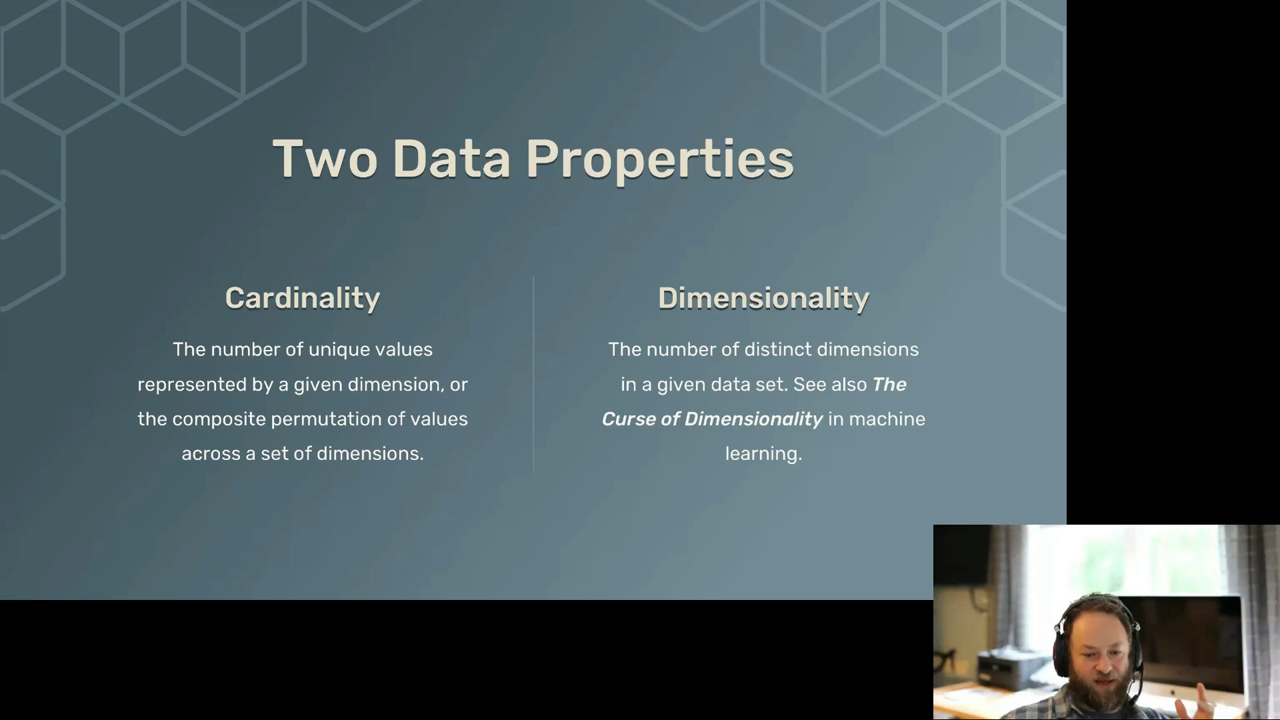 Two Data Properties
Cardinality
The number of unique values
represented by a given dimension, or
the composite permutation of values
across a set of dimensions.
Dimensionality
The number of distinct dimensions
in a given data set. See also The
Curse of Dimensionality in machine
learning.